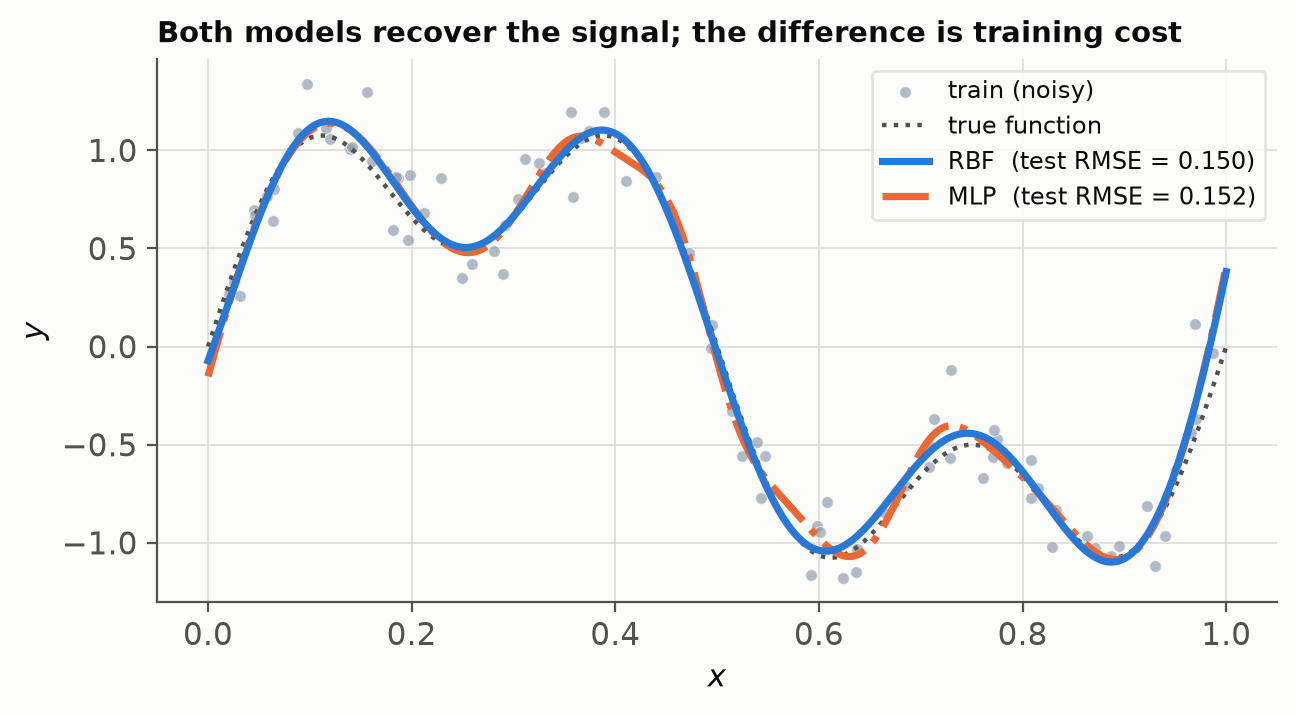 Both models recover the signal; the difference is training cost
train (noisy)
true function
RBF (test RMSE = 0.150)
MLP (test RMSE = 0.152)
1.0
0.5
0.0
−0.5
−1.0
y
0.0 0.2 0.4 0.6 0.8 1.0
x